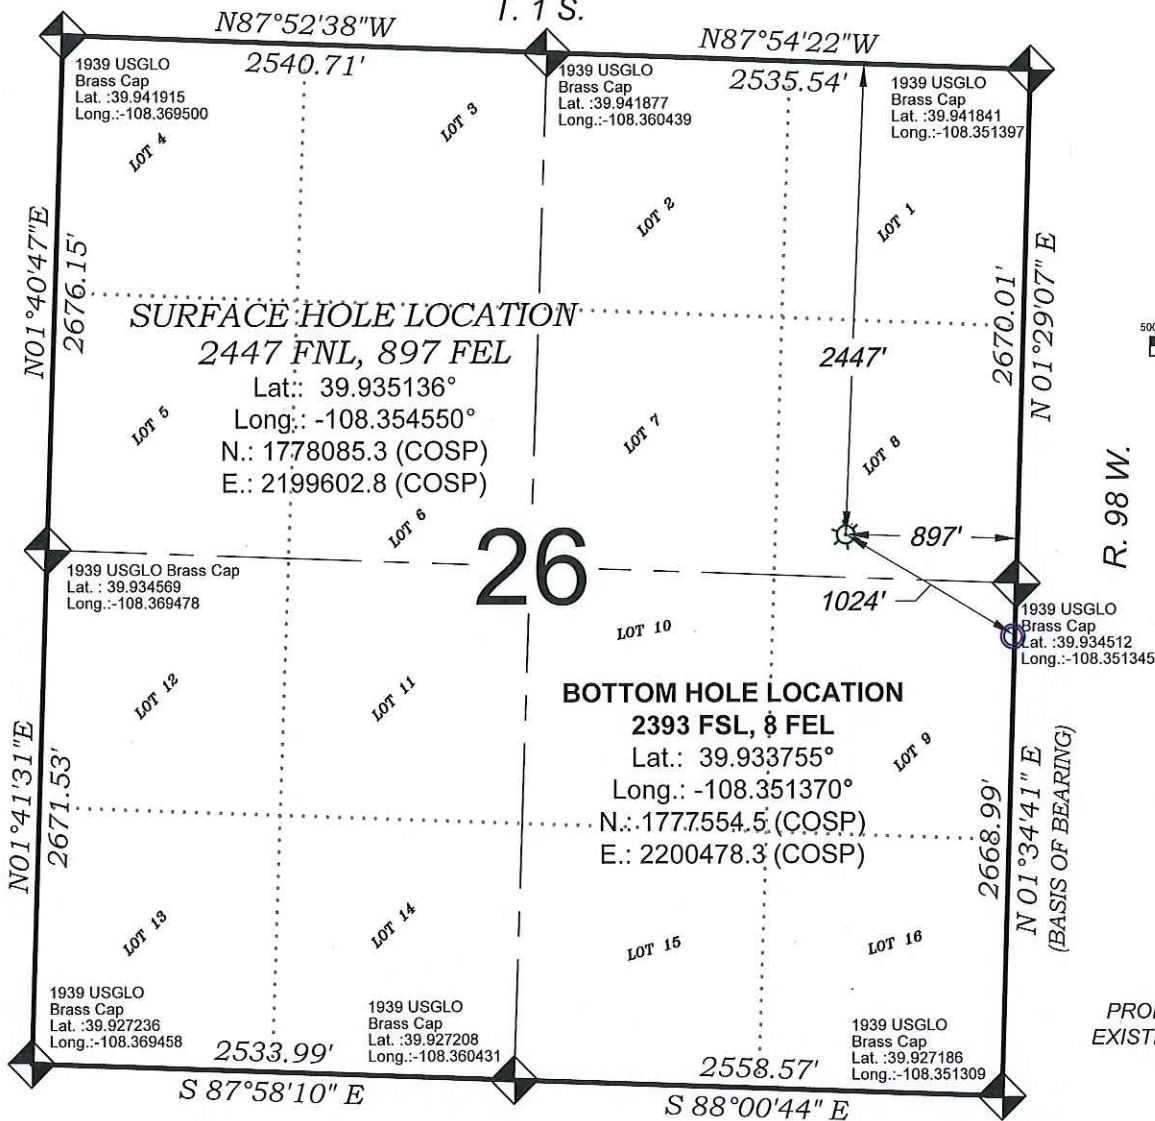 T. 1 S.
N87°52'38"W
2540.71'
N87°54'22"W
2535.54'
1939 USGLO
Brass Cap
Lat. :39.941915
Long.:-108.369500
1939 USGLO
Brass Cap
Lat. :39.941877
Long.:-108.360439
1939 USGLO
Brass Cap
Lat. :39.941841
Long.:-108.351397
LOT 4
LOT 3
LOT 2
LOT 1
N01°40'47"E
2676.15'
2670.01'
N 01°29'07" E
SURFACE HOLE LOCATION
2447 FNL, 897 FEL
Lat.: 39.935136°
Long.: -108.354550°
N.: 1778085.3 (COSP)
E.: 2199602.8 (COSP)
2447'
500
LOT 5
LOT 6
LOT 7
LOT 8
R. 98 W.
26
897'
1024'
1939 USGLO Brass Cap
Lat. : 39.934569
Long.:-108.369478
1939 USGLO
Brass Cap
Lat. :39.934512
Long.:-108.351345
LOT 12
LOT 11
LOT 10
LOT 9
BOTTOM HOLE LOCATION
2393 FSL, 8 FEL
Lat.: 39.933755°
Long.: -108.351370°
N.: 1777554.5 (COSP)
E.: 2200478.3 (COSP)
N01°41'31"E
2671.53'
2668.99'
N 01°34'41" E
(BASIS OF BEARING)
LOT 13
LOT 14
LOT 15
LOT 16
1939 USGLO
Brass Cap
Lat. :39.927236
Long.:-108.369458
1939 USGLO
Brass Cap
Lat. :39.927208
Long.:-108.360431
1939 USGLO
Brass Cap
Lat. :39.927186
Long.:-108.351309
2533.99'
S 87°58'10" E
2558.57'
S 88°00'44" E